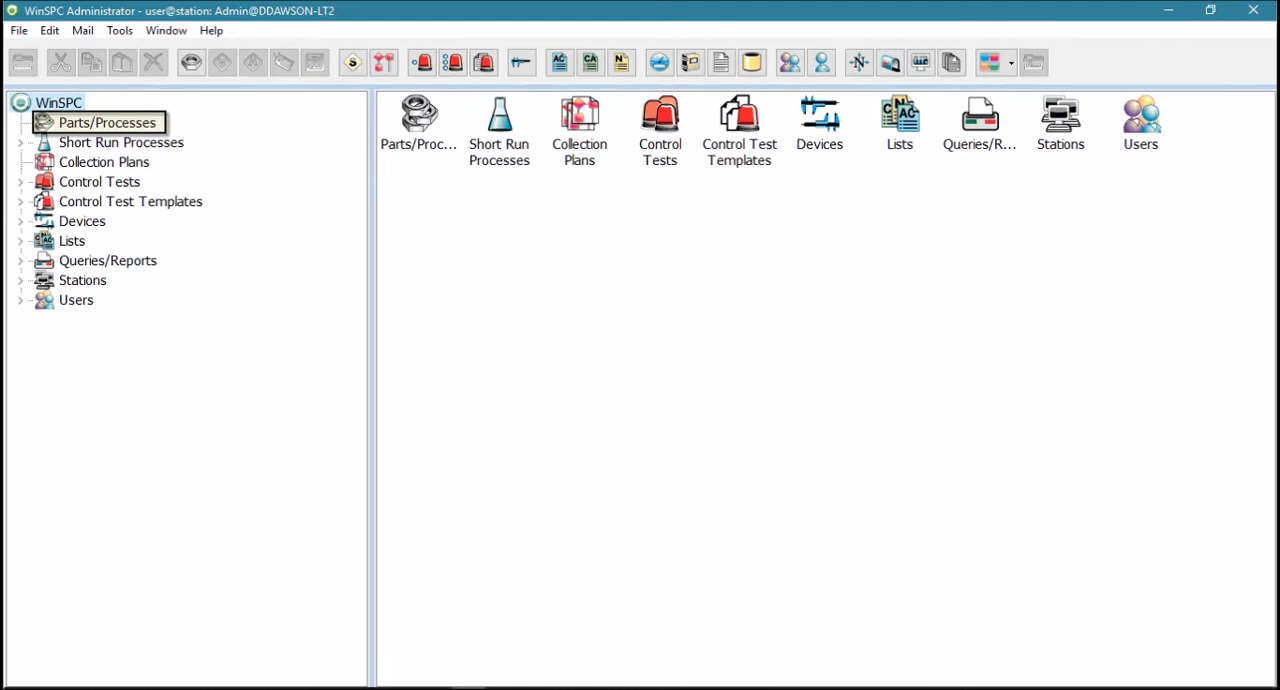 WinSPC Administrator - user@station: Admin@DDAWSON-LT2
File Edit Mail Tools Window Help
S AC CA N N
WinSPC
Parts/Processes
Short Run Processes
Collection Plans
Control Tests
Control Test Templates
Devices
Lists
Queries/Reports
Stations
Users
Parts/Proc...
Short Run
Processes
Collection
Plans
Control
Tests
Control Test
Templates
Devices
Lists
Queries/R...
Stations
Users